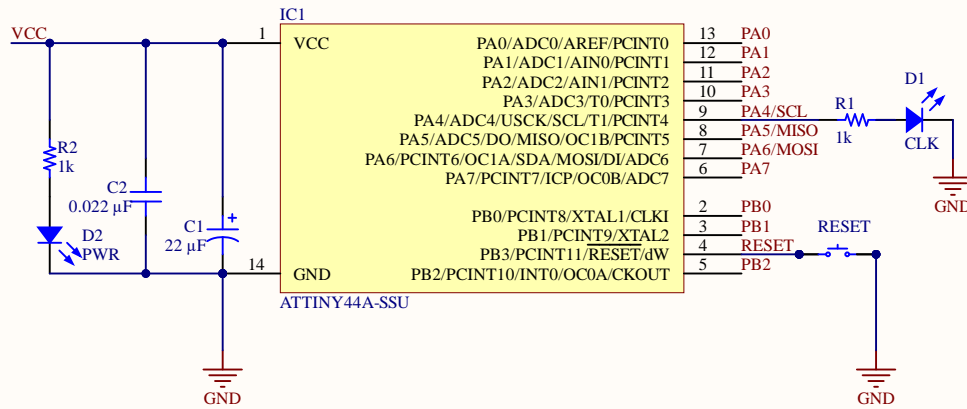 IC1
VCC
1
VCC
PA0/ADC0/AREF/PCINT0
13
PA0
PA1/ADC1/AIN0/PCINT1
12
PA1
PA2/ADC2/AIN1/PCINT2
11
PA2
PA3/ADC3/T0/PCINT3
10
PA3
PA4/ADC4/USCK/SCL/T1/PCINT4
9
PA4/SCL
PA5/ADC5/DO/MISO/OC1B/PCINT5
8
PA5/MISO
PA6/PCINT6/OC1A/SDA/MOSI/DI/ADC6
7
PA6/MOSI
PA7/PCINT7/ICP/OC0B/ADC7
6
PA7
PB0/PCINT8/XTAL1/CLKI
2
PB0
PB1/PCINT9/XTAL2
3
PB1
PB3/PCINT11/RESET/dW
4
RESET
PB2/PCINT10/INT0/OC0A/CKOUT
5
PB2
14
GND
ATTINY44A-SSU
R2
1k
C2
0.022 µF
C1
22 µF
D2
PWR
GND
R1
1k
D1
CLK
GND
RESET
GND